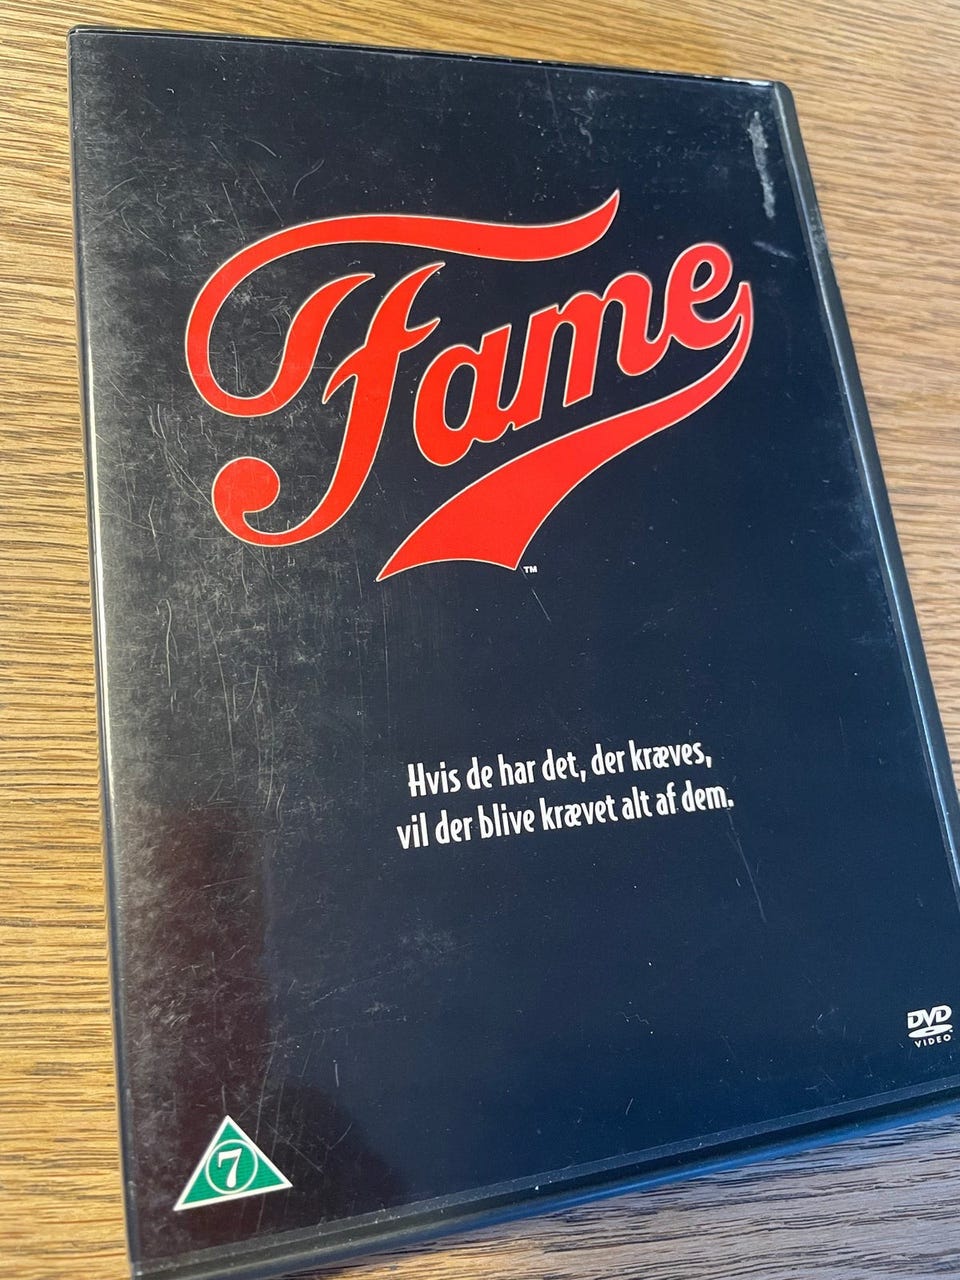 Fame
TM
Hvis de har det, der kræves,
vil der blive krævet alt af dem.
DVD
VIDEO
7